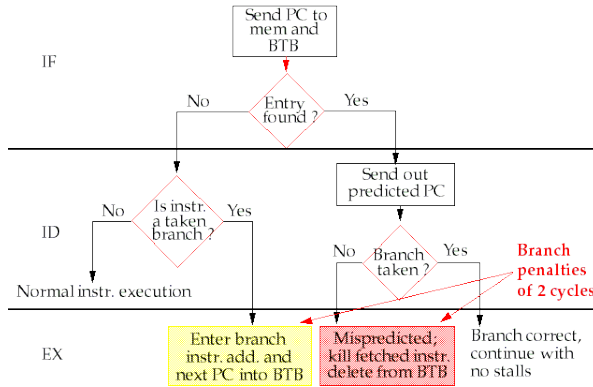 Send PC to
mem and
BTB
IF
No
Entry
found ?
Yes
Send out
predicted PC
No
Is instr.
a taken
branch ?
Yes
ID
No
Branch
taken ?
Yes
Branch
penalties
of 2 cycles
Normal instr. execution
EX
Enter branch
instr. add. and
next PC into BTB
Mispredicted;
kill fetched instr.
delete from BTB
Branch correct,
continue with
no stalls